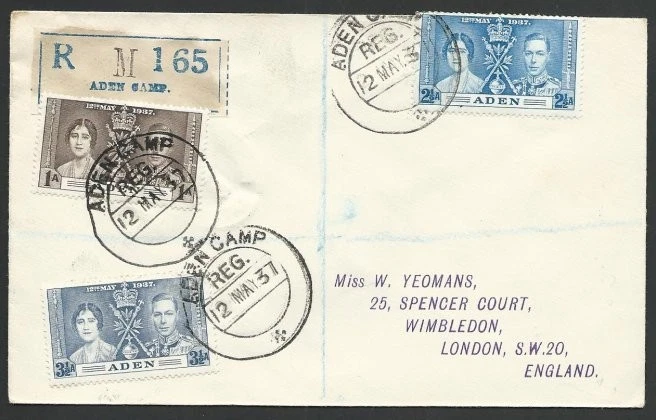 R M 165
ADEN CAMP.
12TH MAY 1937.
1A
ADEN CAMP
REG.
12 MAY 37
12TH MAY 1937.
2½A ADEN 2½A
ADEN CAMP
REG.
12 MAY 37
12TH MAY 1937.
3½A ADEN 3½A
ADEN CAMP
REG.
12 MAY 37
Miss W. YEOMANS,
25, SPENCER COURT,
WIMBLEDON,
LONDON, S.W.20,
ENGLAND.